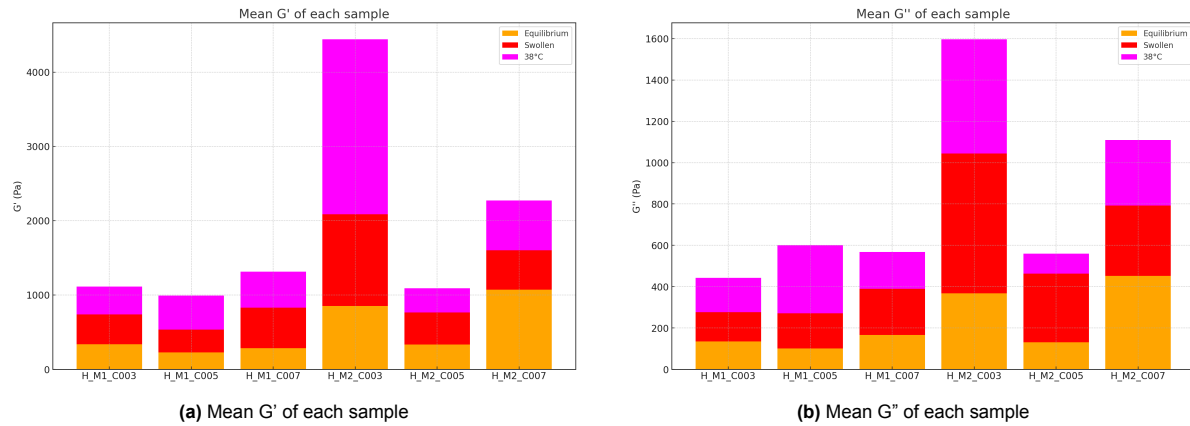 Mean G' of each sample
G' (Pa)
4000
3000
2000
1000
0
Equilibrium
Swollen
38°C
H_M1_C003 H_M1_C005 H_M1_C007 H_M2_C003 H_M2_C005 H_M2_C007
(a) Mean G’ of each sample
Mean G'' of each sample
G'' (Pa)
1600
1400
1200
1000
800
600
400
200
0
Equilibrium
Swollen
38°C
H_M1_C003 H_M1_C005 H_M1_C007 H_M2_C003 H_M2_C005 H_M2_C007
(b) Mean G” of each sample